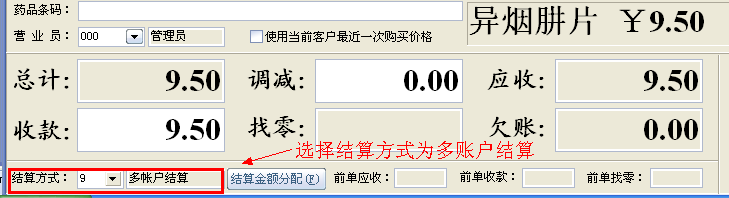 药品条码： 异烟肼片 ￥9.50
营 业 员： 000 管理员 使用当前客户最近一次购买价格
总计: 9.50 调减: 0.00 应收: 9.50
收款: 9.50 找零: 欠账: 0.00
选择结算方式为多账户结算
结算方式： 9 多帐户结算 结算金额分配(F) 前单应收： 前单收款： 前单找零：